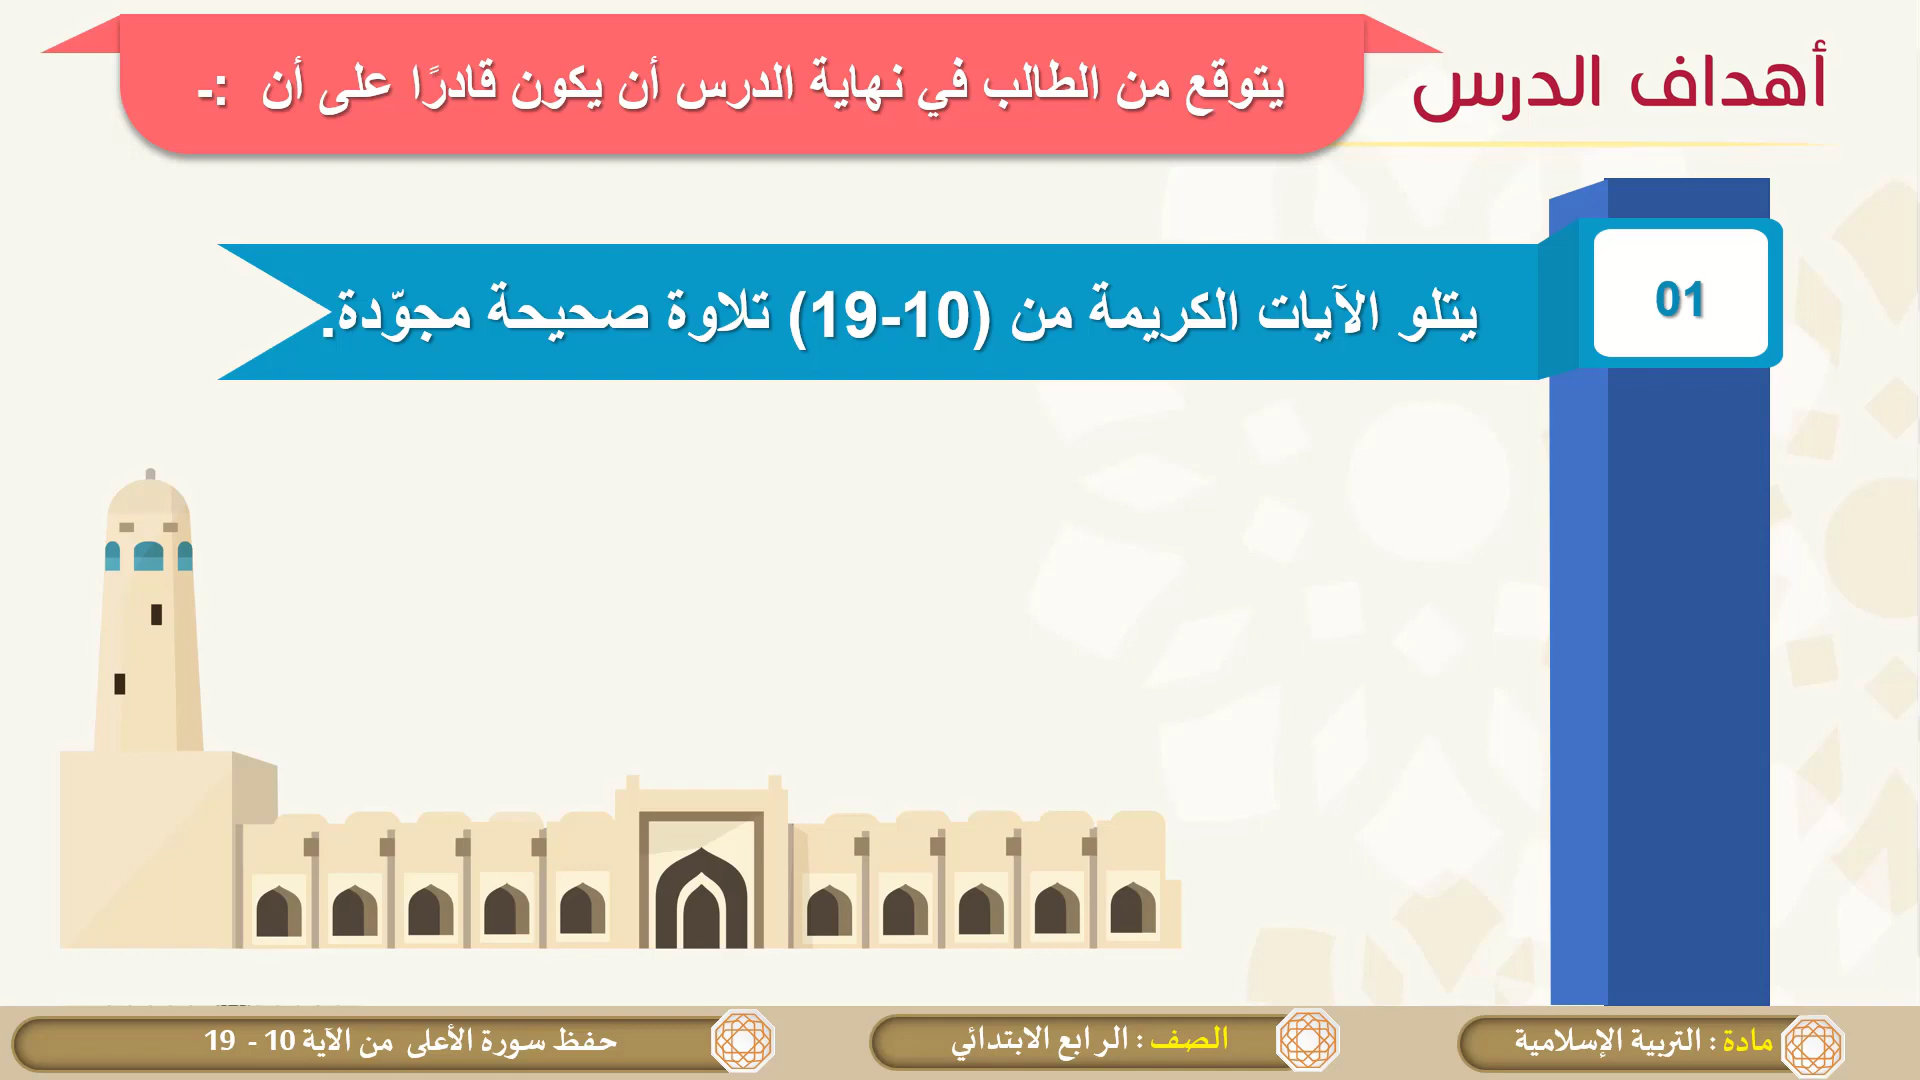 أهداف الدرس
يتوقع من الطالب في نهاية الدرس أن يكون قادرًا على أن :-
01
يتلو الآيات الكريمة من (10-19) تلاوة صحيحة مجوّدة.
مادة : التربية الإسلامية
الصف : الرابع الابتدائي
حفظ سورة الأعلى من الآية 10 - 19